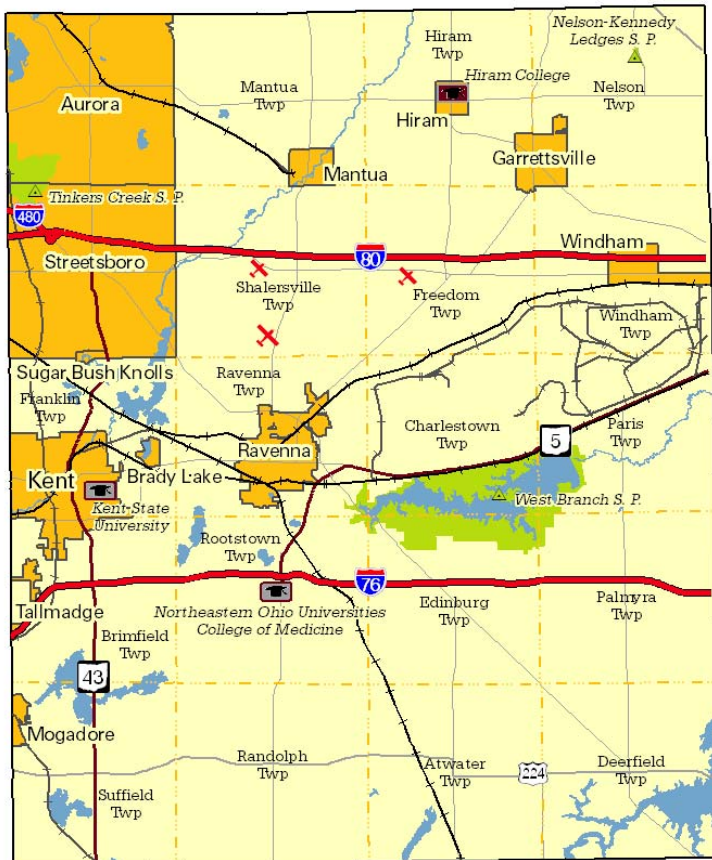 Nelson-Kennedy
Ledges S. P.
Hiram
Twp
Aurora
Mantua
Twp
Hiram College
Nelson
Twp
Hiram
Garrettsville
Mantua
Tinkers Creek S. P.
480
Streetsboro
80
Windham
Shalersville
Twp
Freedom
Twp
Windham
Twp
Sugar Bush Knolls
Franklin
Twp
Ravenna
Twp
Charlestown
Twp
Paris
Twp
5
Ravenna
Kent
Brady Lake
Kent State
University
West Branch S. P.
Rootstown
Twp
76
Tallmadge
Northeastern Ohio Universities
College of Medicine
Edinburg
Twp
Palmyra
Twp
Brimfield
Twp
43
Mogadore
Randolph
Twp
Atwater
Twp
224
Deerfield
Twp
Suffield
Twp